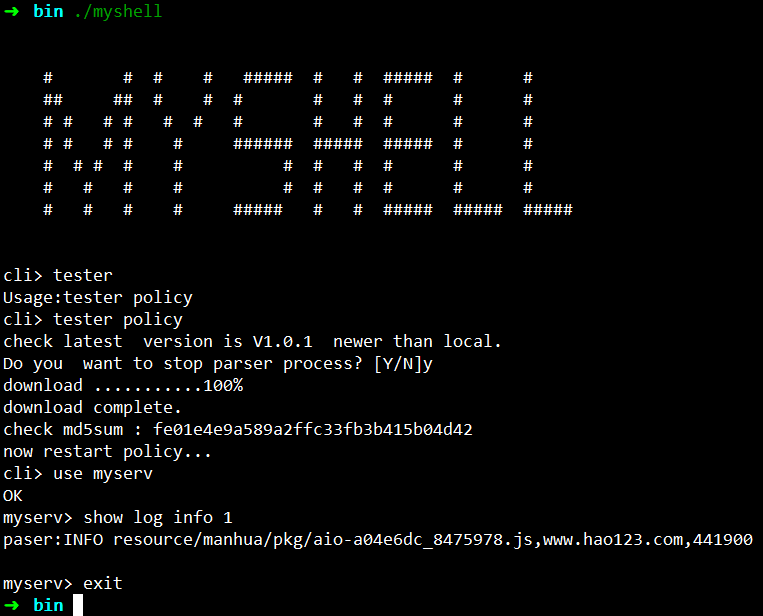 ➜ bin ./myshell
#       #  #    #   #####  #   #  #####  #      #
##     ##  #    #  #       #   #  #      #      #
# #   # #   #  #   #       #   #  #      #      #
# #   # #    #     ######  #####  #####  #      #
#  # #  #    #          #  #   #  #      #      #
#   #   #    #          #  #   #  #      #      #
#   #   #    #     #####   #   #  #####  #####  #####
cli> tester
Usage:tester policy
cli> tester policy
check latest  version is V1.0.1  newer than local.
Do you  want to stop parser process? [Y/N]y
download ...........100%
download complete.
check md5sum : fe01e4e9a589a2ffc33fb3b415b04d42
now restart policy...
cli> use myserv
OK
myserv> show log info 1
paser:INFO resource/manhua/pkg/aio-a04e6dc_8475978.js,www.hao123.com,441900
myserv> exit
➜ bin